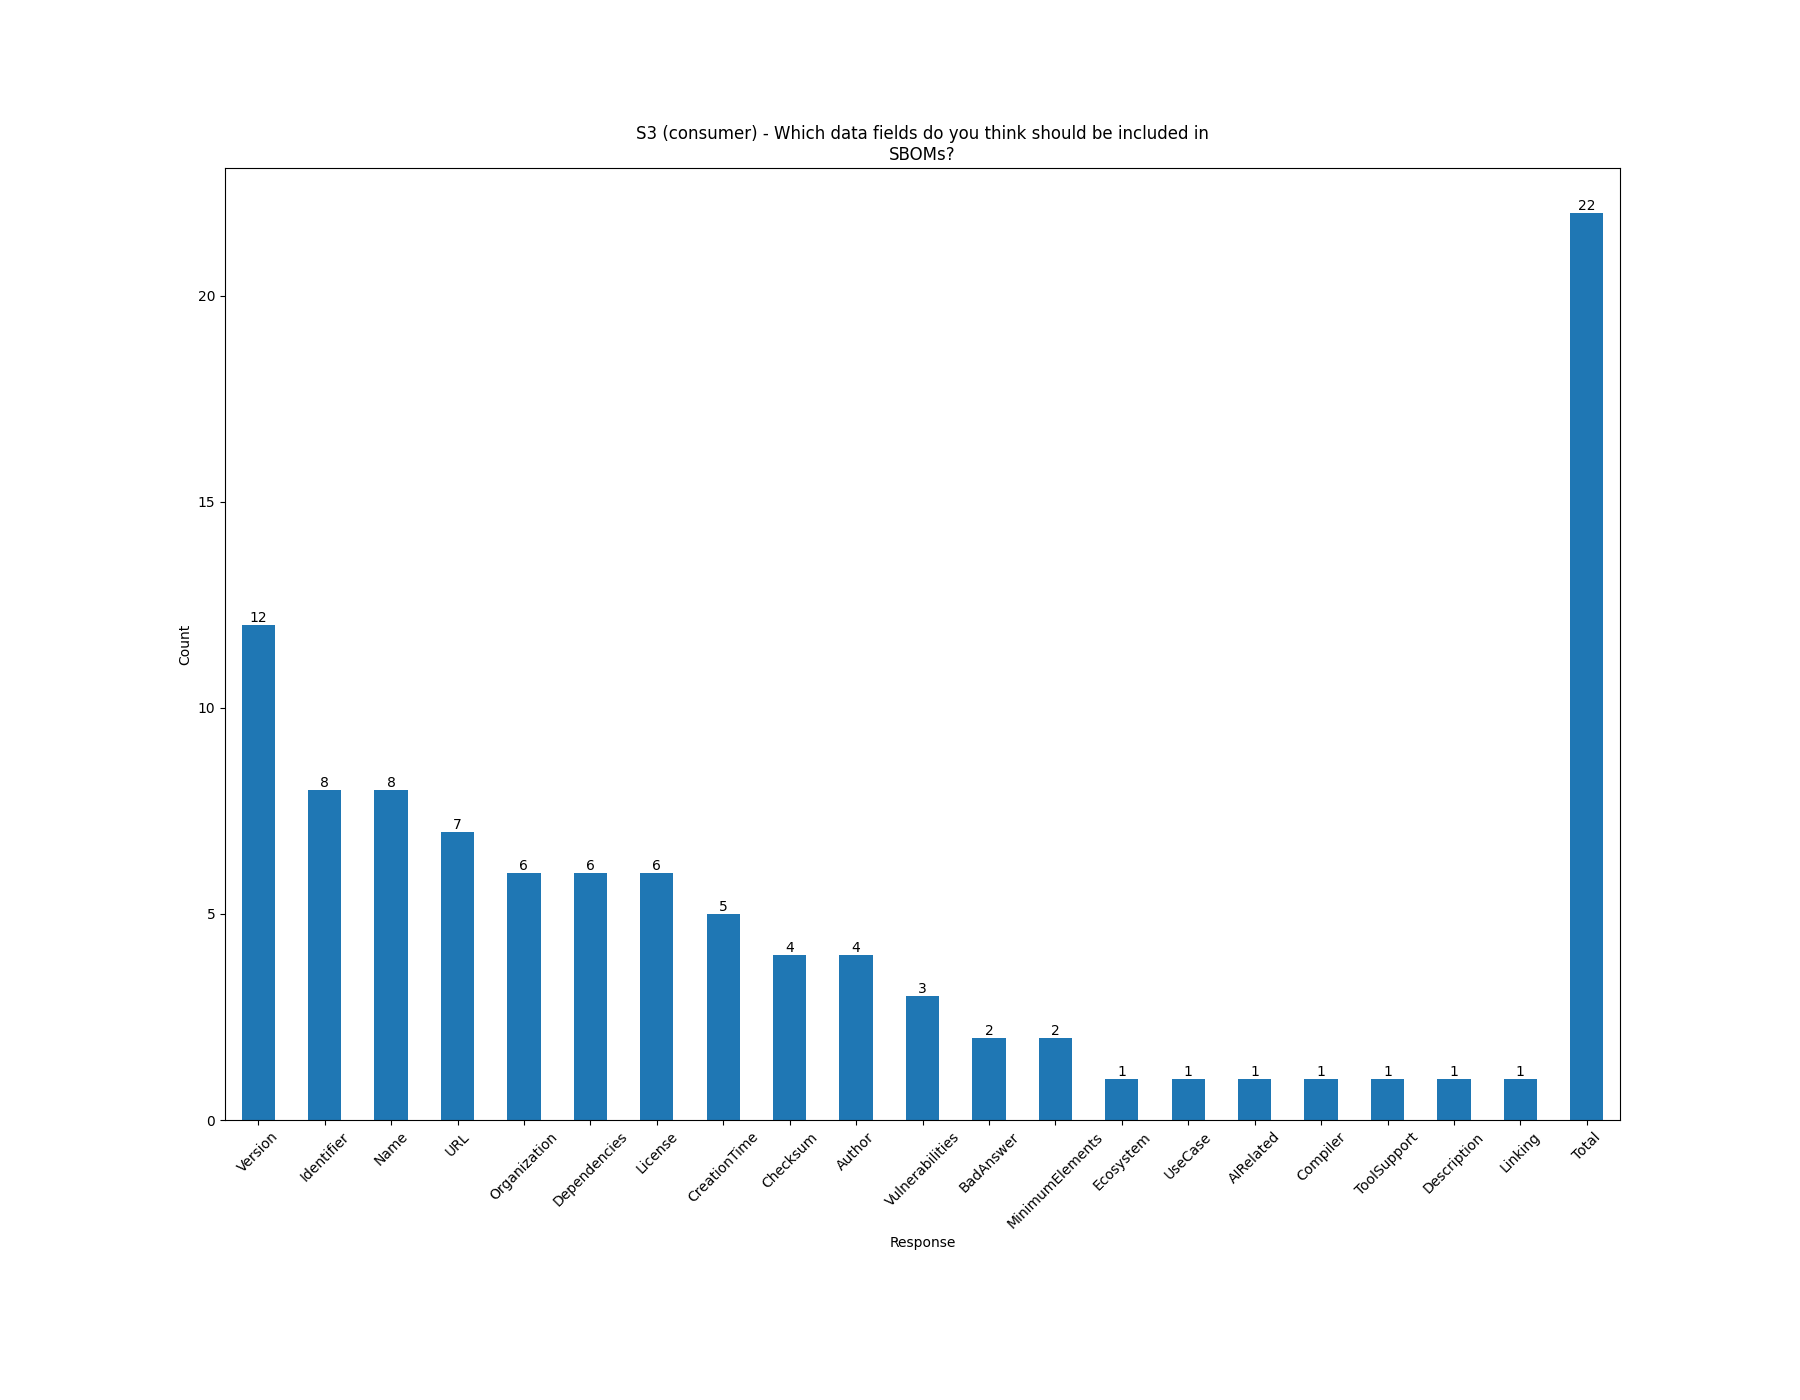 S3 (consumer) - Which data fields do you think should be included in
SBOMs?
22
20
15
12
Count
10
8
8
7
6
6
6
5
5
4
4
3
2
2
1
1
1
1
1
1
1
0
Version
Identifier
Name
URL
Organization
Dependencies
License
CreationTime
Checksum
Author
Vulnerabilities
BadAnswer
MinimumElements
Ecosystem
UseCase
AIRelated
Compiler
ToolSupport
Description
Linking
Total
Response